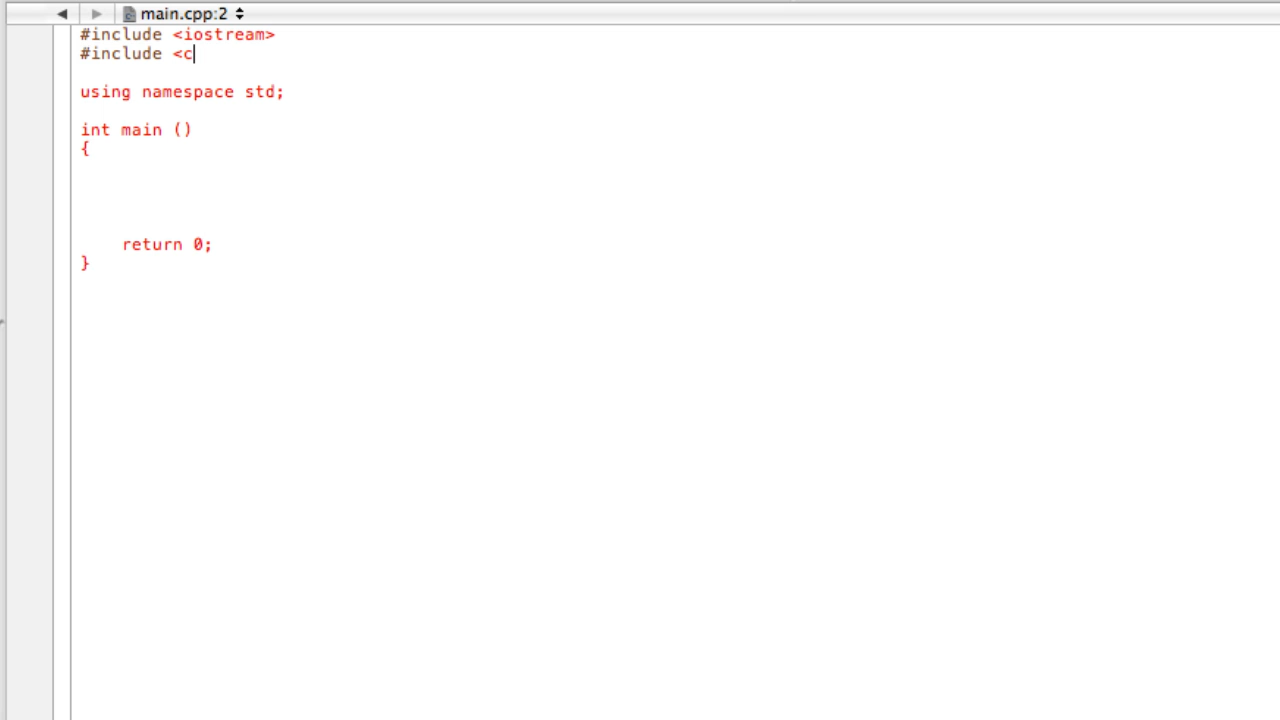 main.cpp:2
#include <iostream>
#include <c
using namespace std;
int main ()
{
return 0;
}